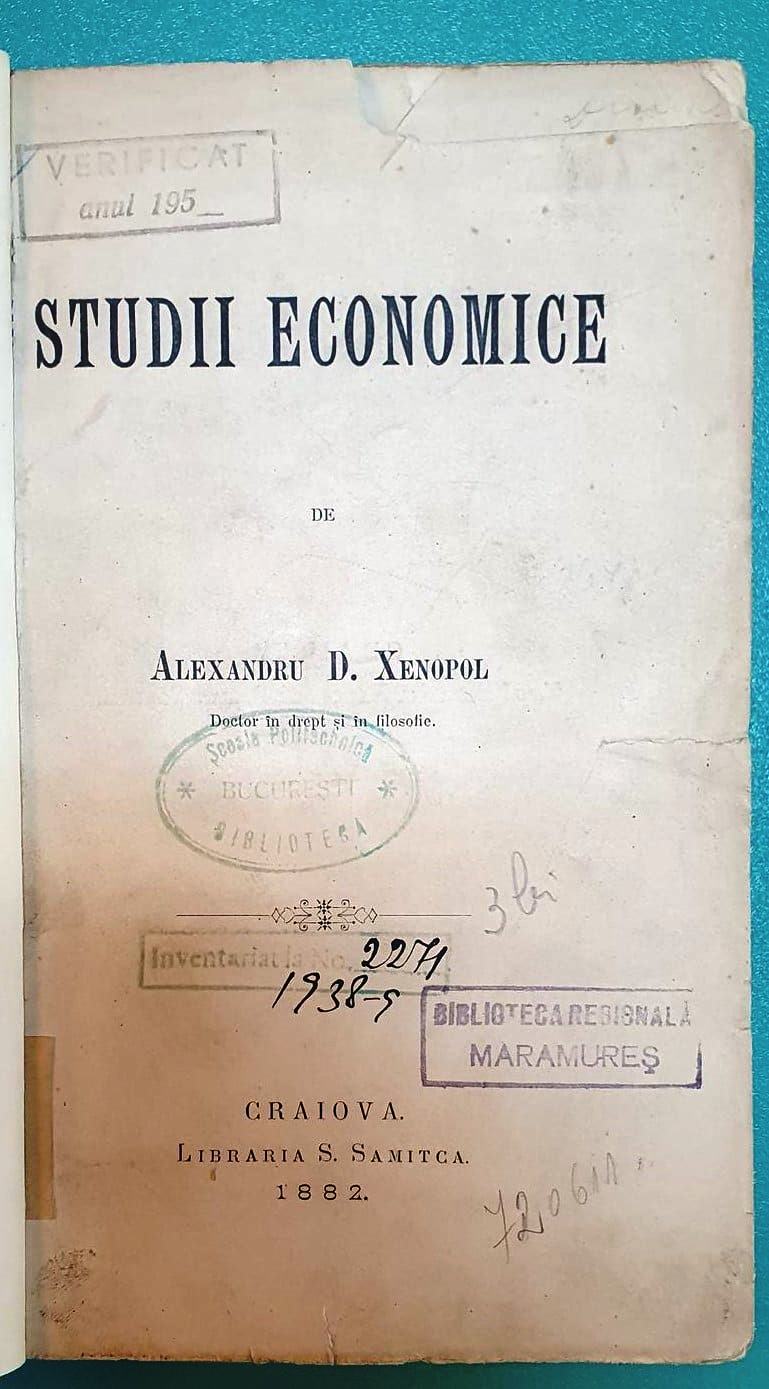 VERIFICAT
anul 195_
STUDII ECONOMICE
DE
ALEXANDRU D. XENOPOL
Doctor în drept și în filosofie.
Școala Politechnică
* BUCUREȘTI *
BIBLIOTECA
3 lei
Inventariat la No. 2271
1938-9
BIBLIOTECA REGIONALĂ
MARAMUREȘ
CRAIOVA.
LIBRARIA S. SAMITCA.
1882.